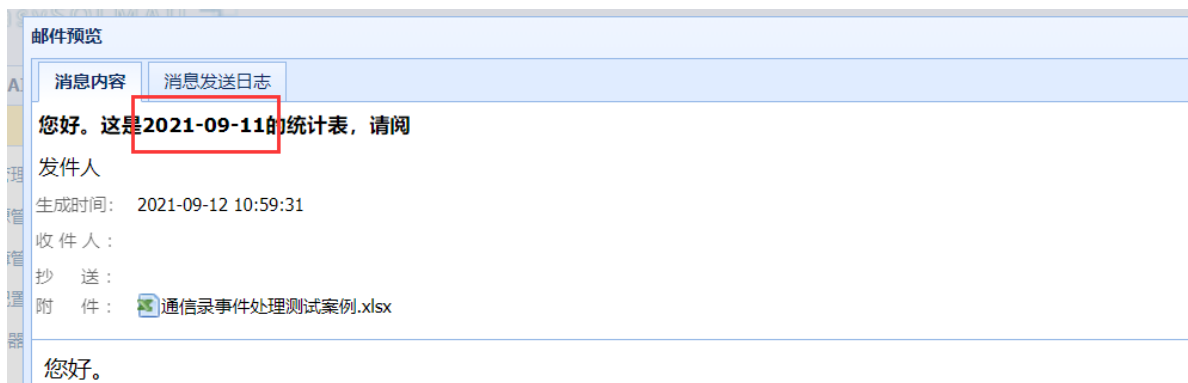 邮件预览
消息内容 消息发送日志
您好。这是2021-09-11的统计表，请阅
发件人
生成时间： 2021-09-12 10:59:31
收 件 人：
抄 送：
附 件： 通信录事件处理测试案例.xlsx
您好。